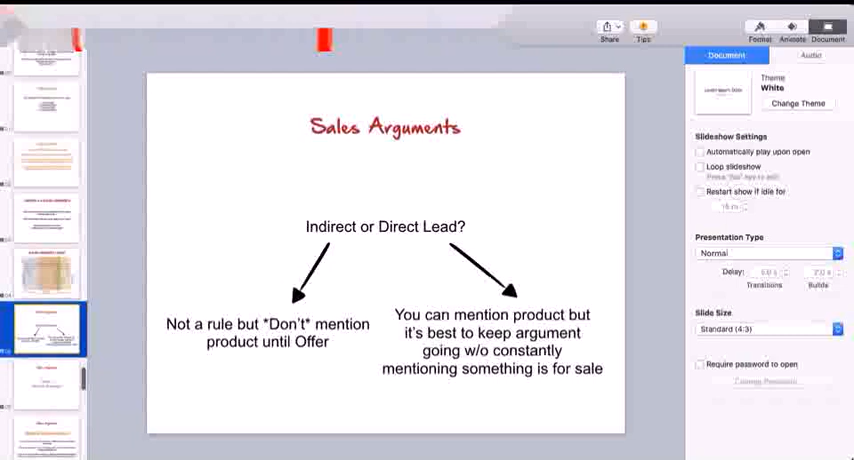 Share
Tips
Format
Animate
Document
Document
Audio
Theme
White
Change Theme
Slideshow Settings
Automatically play upon open
Loop slideshow
Restart show if idle for
Presentation Type
Normal
Delay:
Transitions
Builds
Slide Size
Standard (4:3)
Require password to open
Sales Arguments
Indirect or Direct Lead?
Not a rule but *Don't* mention
product until Offer
You can mention product but
it's best to keep argument
going w/o constantly
mentioning something is for sale